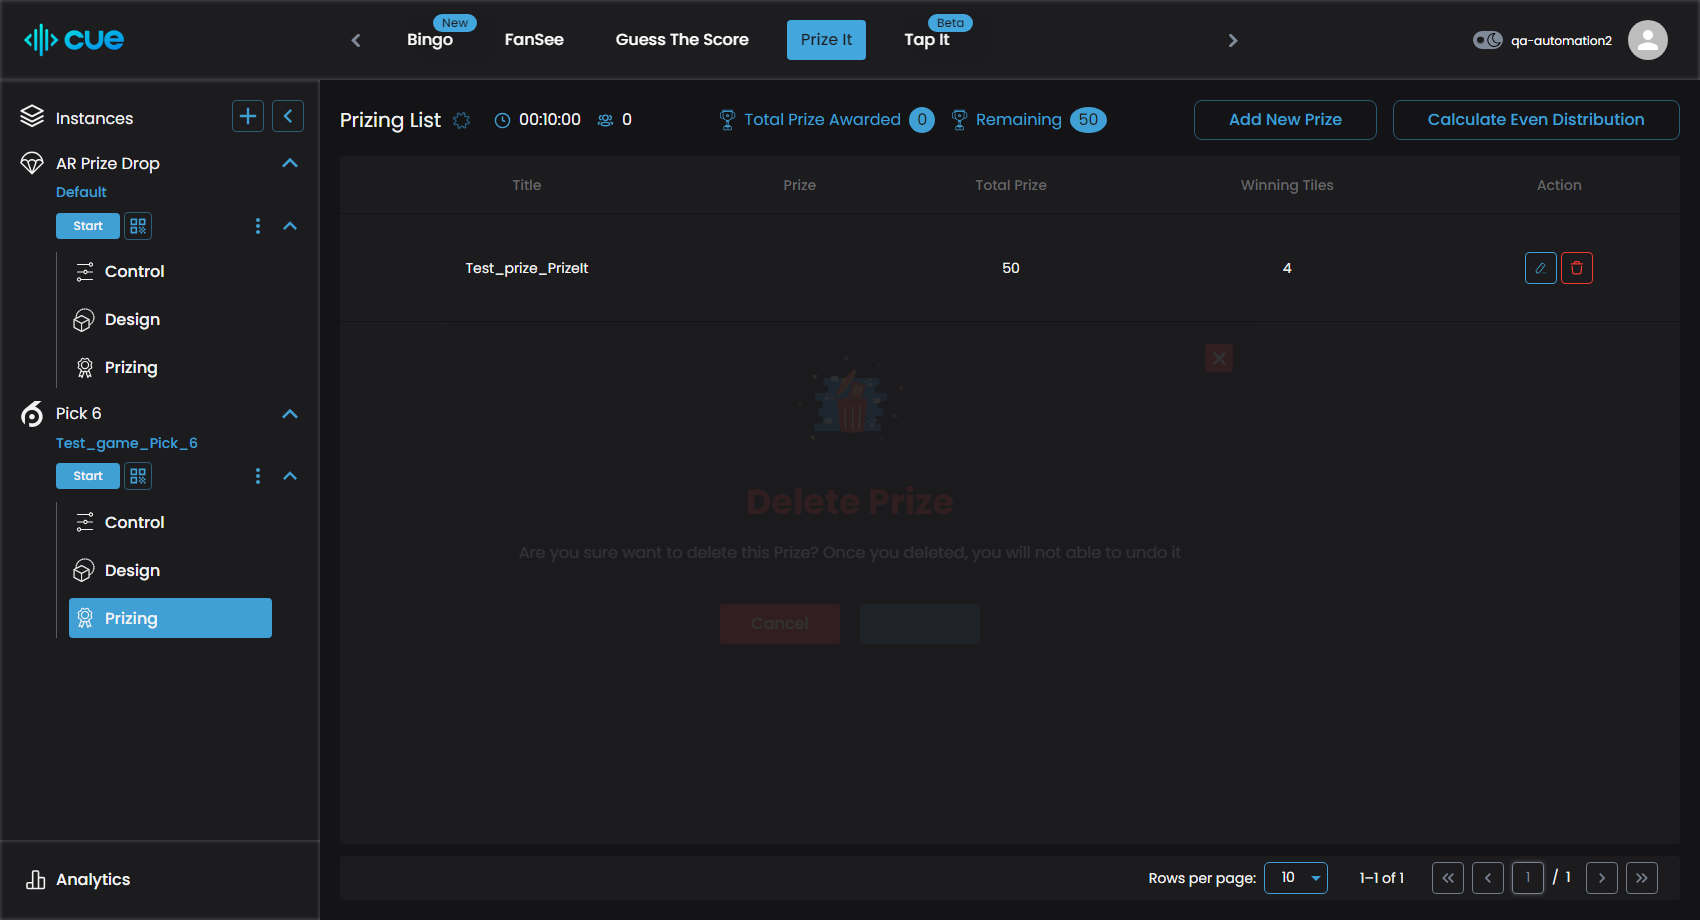 cue
New
Bingo
FanSee
Guess The Score
Prize It
Beta
Tap It
qa-automation2
Instances
AR Prize Drop
Default
Start
Control
Design
Prizing
Pick 6
Test_game_Pick_6
Start
Control
Design
Prizing
Analytics
Prizing List
00:10:00
0
Total Prize Awarded 0
Remaining 50
Add New Prize
Calculate Even Distribution
Title Prize Total Prize Winning Tiles Action
Test_prize_PrizeIt 50 4
Delete Prize
Are you sure want to delete this Prize? Once you deleted, you will not able to undo it
Cancel
Rows per page: 10 1-1 of 1 1 / 1